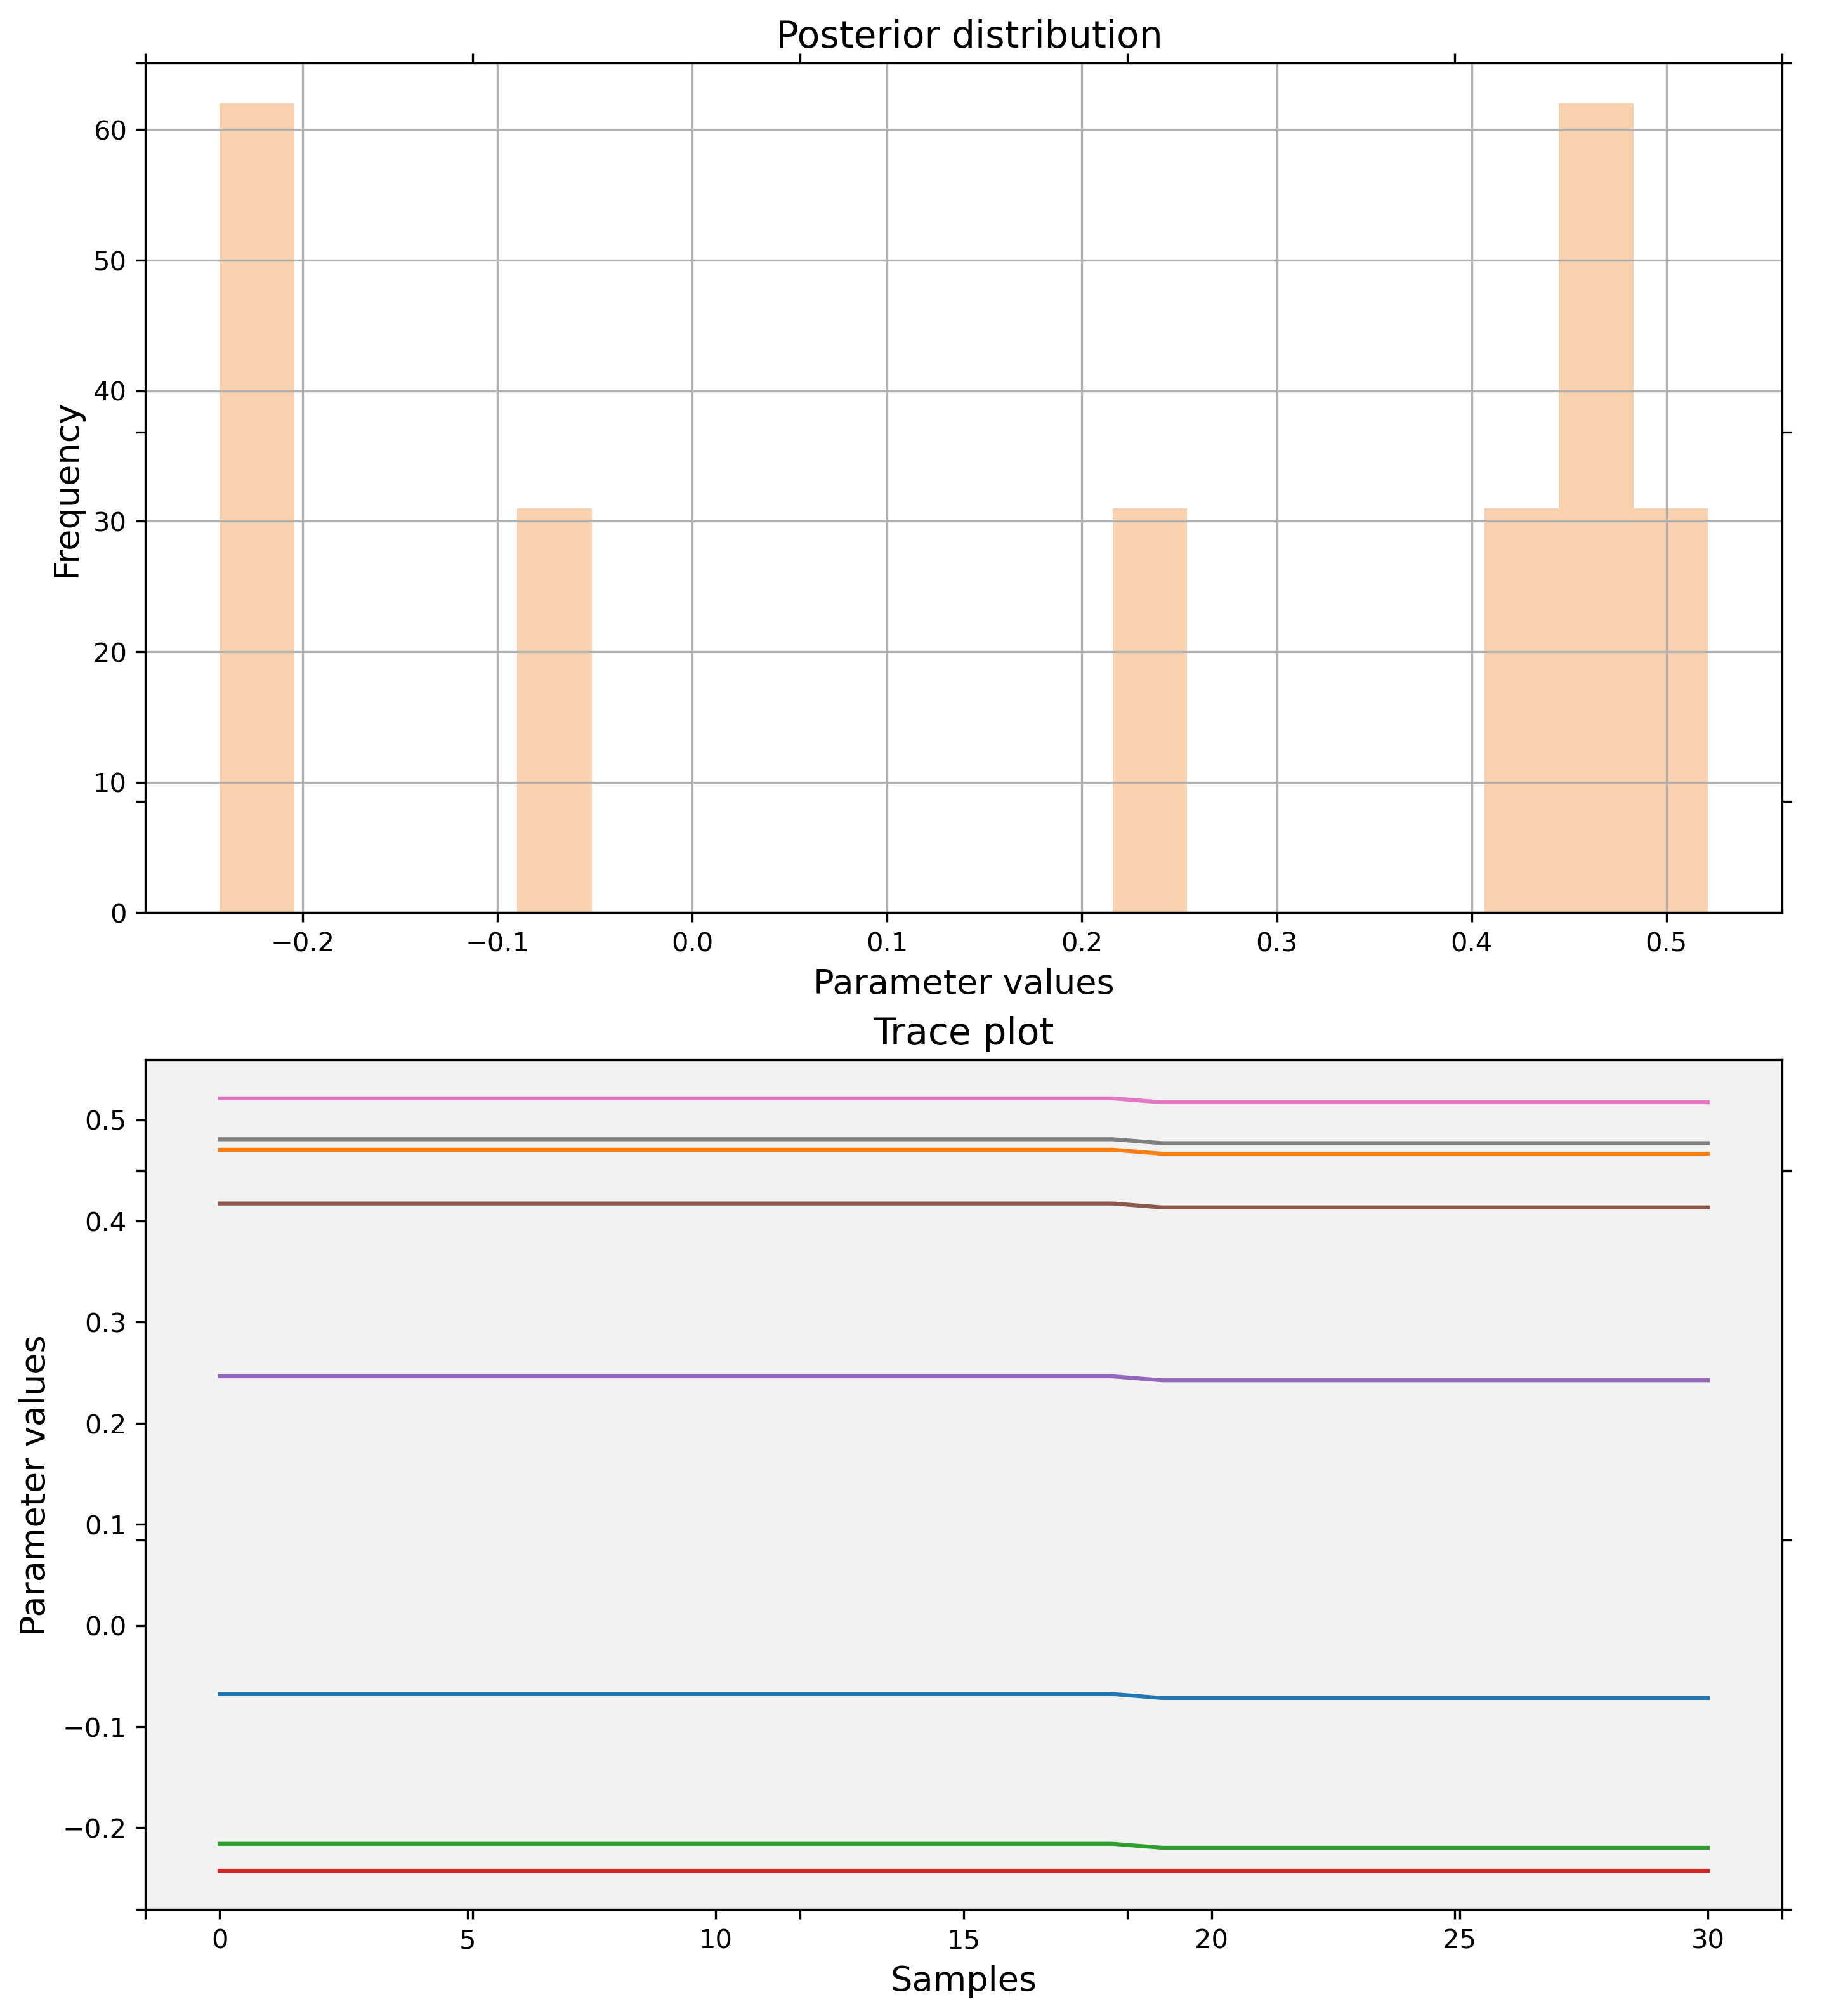 Posterior distribution
Frequency
60
50
40
30
20
10
0
−0.2 −0.1 0.0 0.1 0.2 0.3 0.4 0.5
Parameter values
Trace plot
Parameter values
0.5
0.4
0.3
0.2
0.1
0.0
−0.1
−0.2
0 5 10 15 20 25 30
Samples